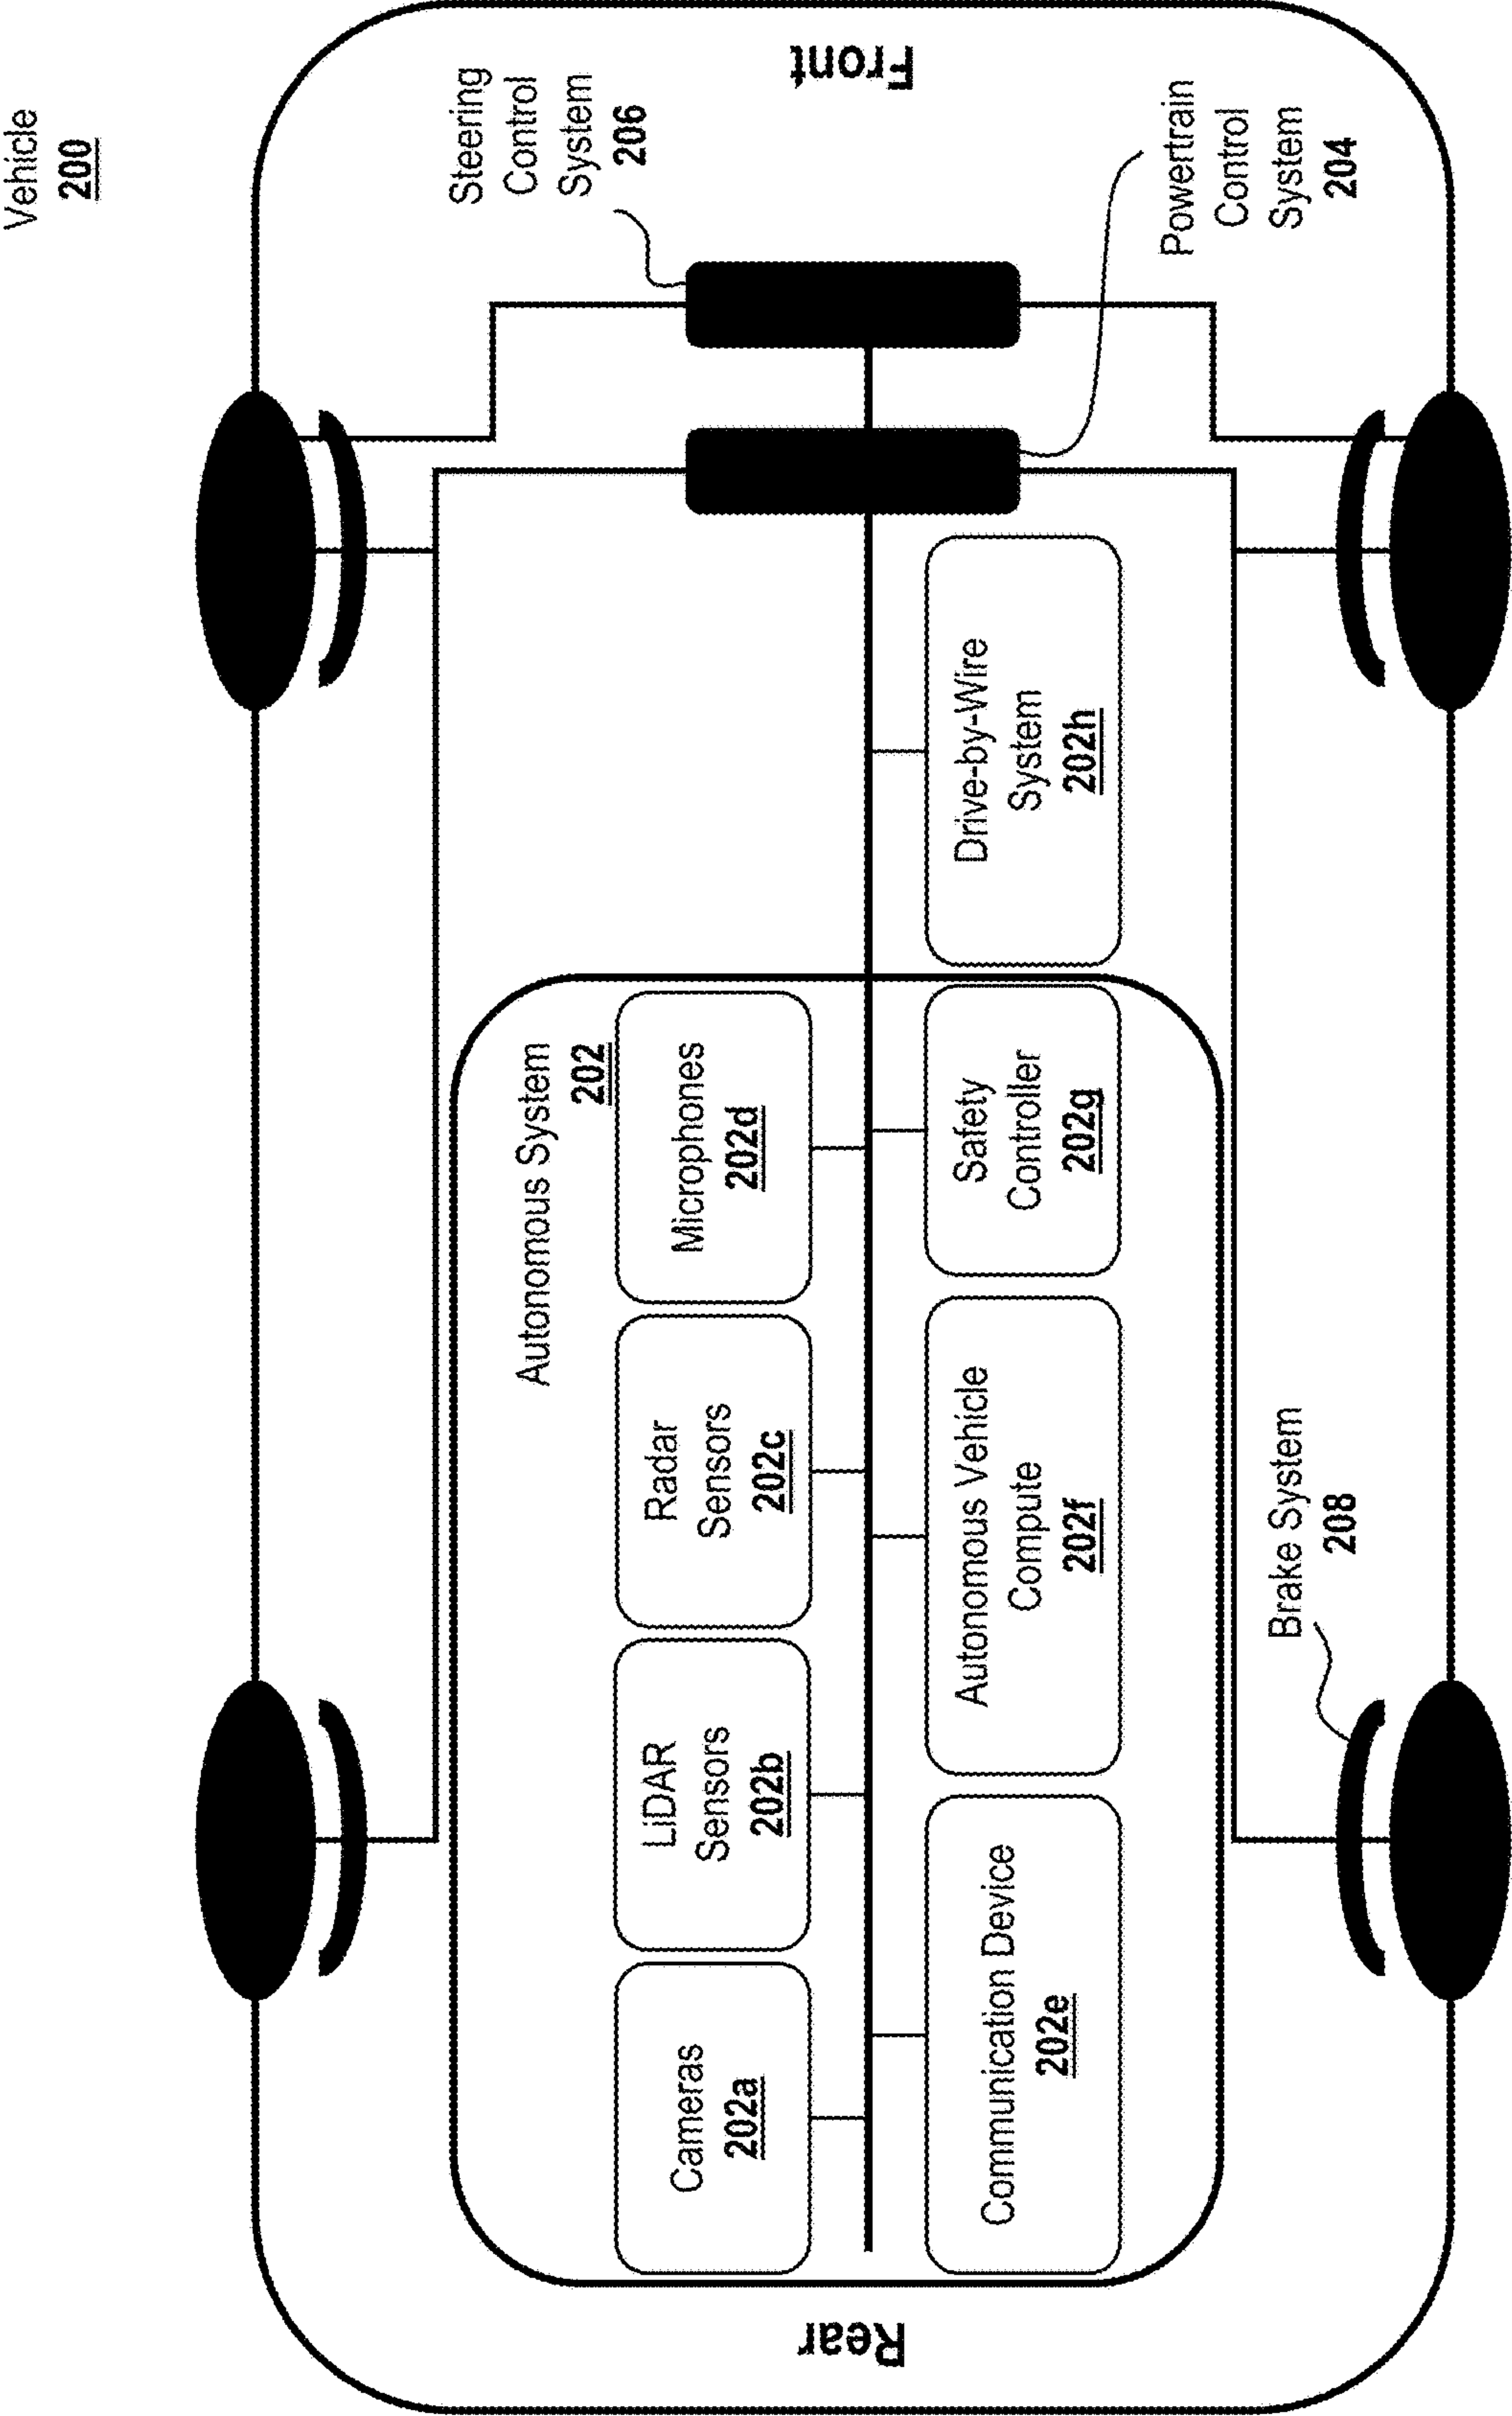 Vehicle
200
Front
Steering
Control
System
206
Powertrain
Control
System
204
Autonomous System
202
Cameras
202a
LiDAR
Sensors
202b
Radar
Sensors
202c
Microphones
202d
Communication Device
202e
Autonomous Vehicle
Compute
202f
Safety
Controller
202g
Drive-by-Wire
System
202h
Brake System
208
Rear